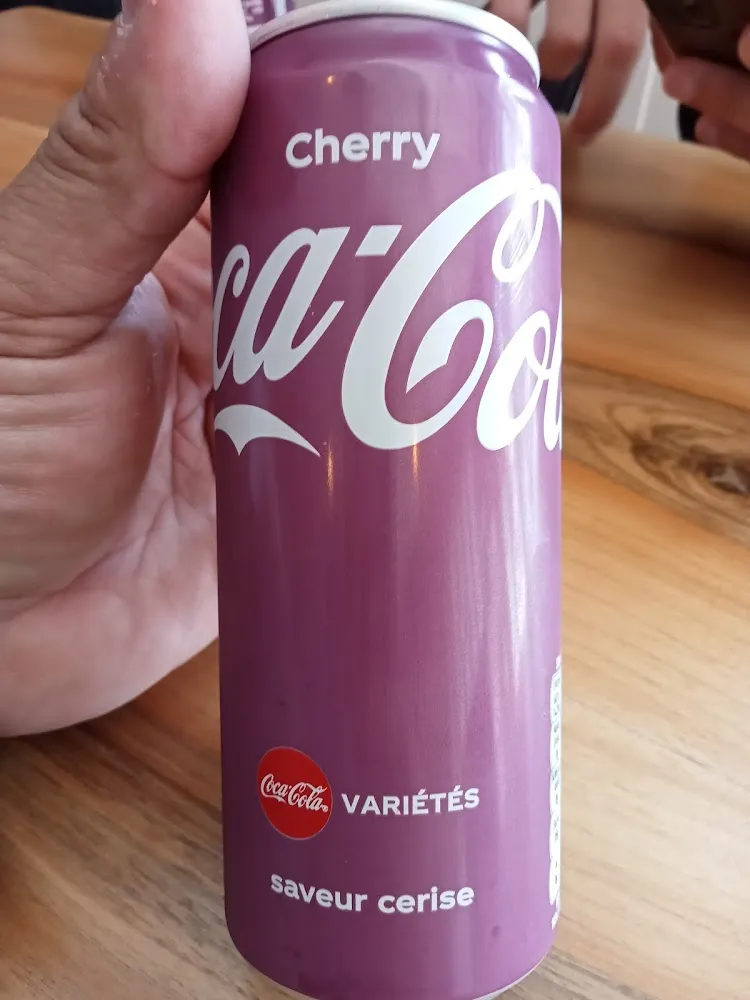 Cherry
ca-Col
Coca-Cola
VARIÉTÉS
saveur cerise